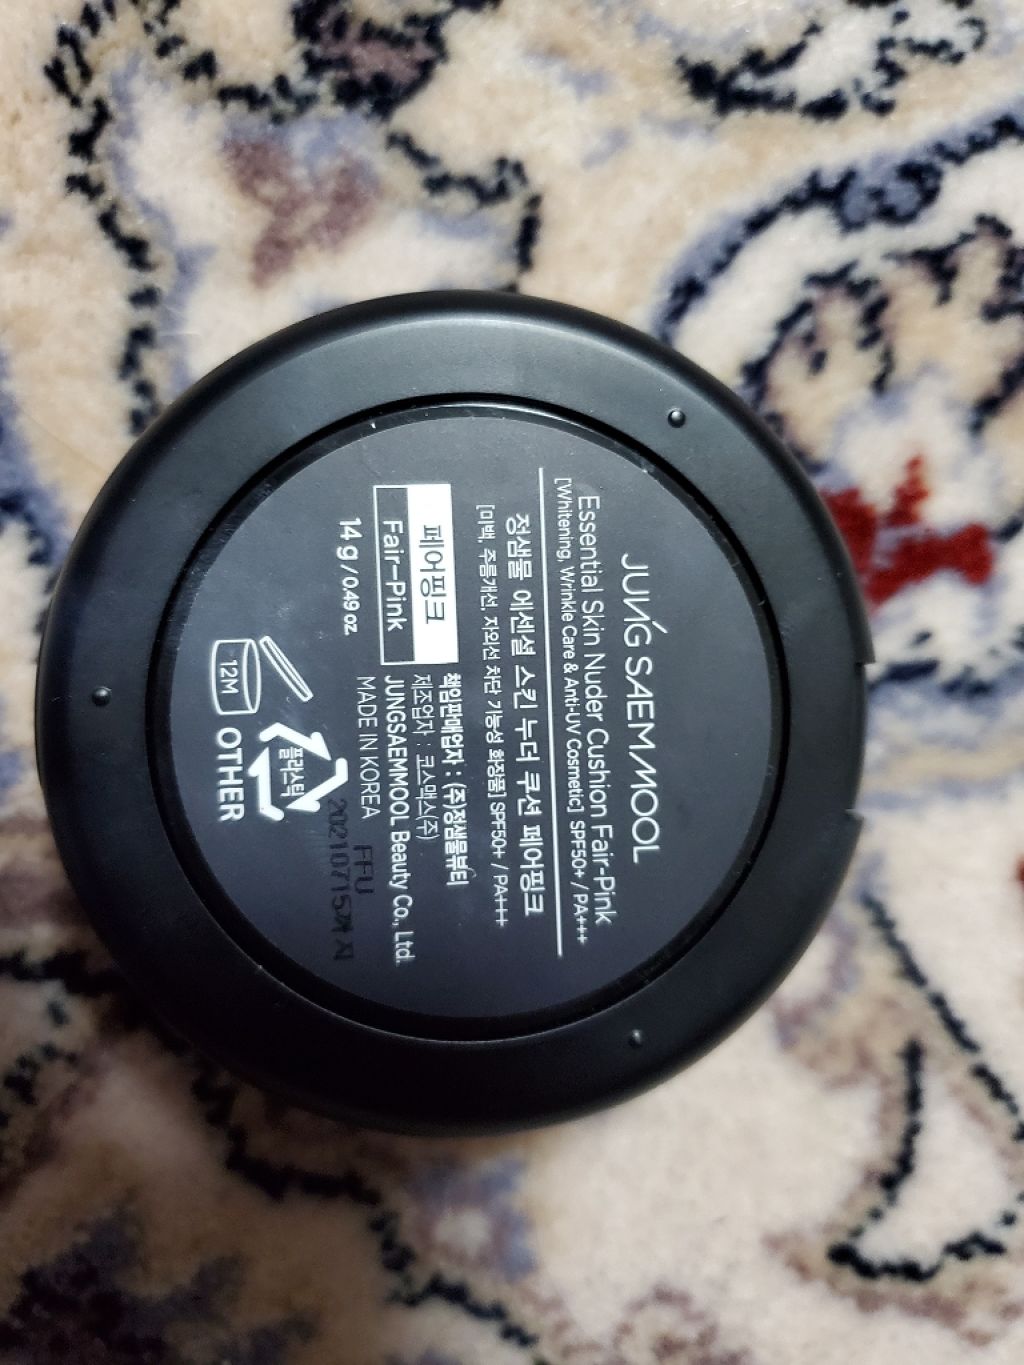 JUNG SAEMMOOL
Essential Skin Nuder Cushion Fair-Pink
[Whitening, Wrinkle Care & Anti-UV Cosmetic] SPF50+ / PA+++
정샘물 에센셜 스킨 누더 쿠션 페어핑크
[미백, 주름개선, 자외선 차단 기능성 화장품] SPF50+ / PA+++
페어핑크
Fair-Pink
14 g / 0.49 oz
책임판매업자 : (주)정샘물뷰티
제조업자 : 코스맥스(주)
JUNGSAEMMOOL Beauty Co., Ltd.
MADE IN KOREA
FFU
20210715까지
12M
플라스틱
OTHER